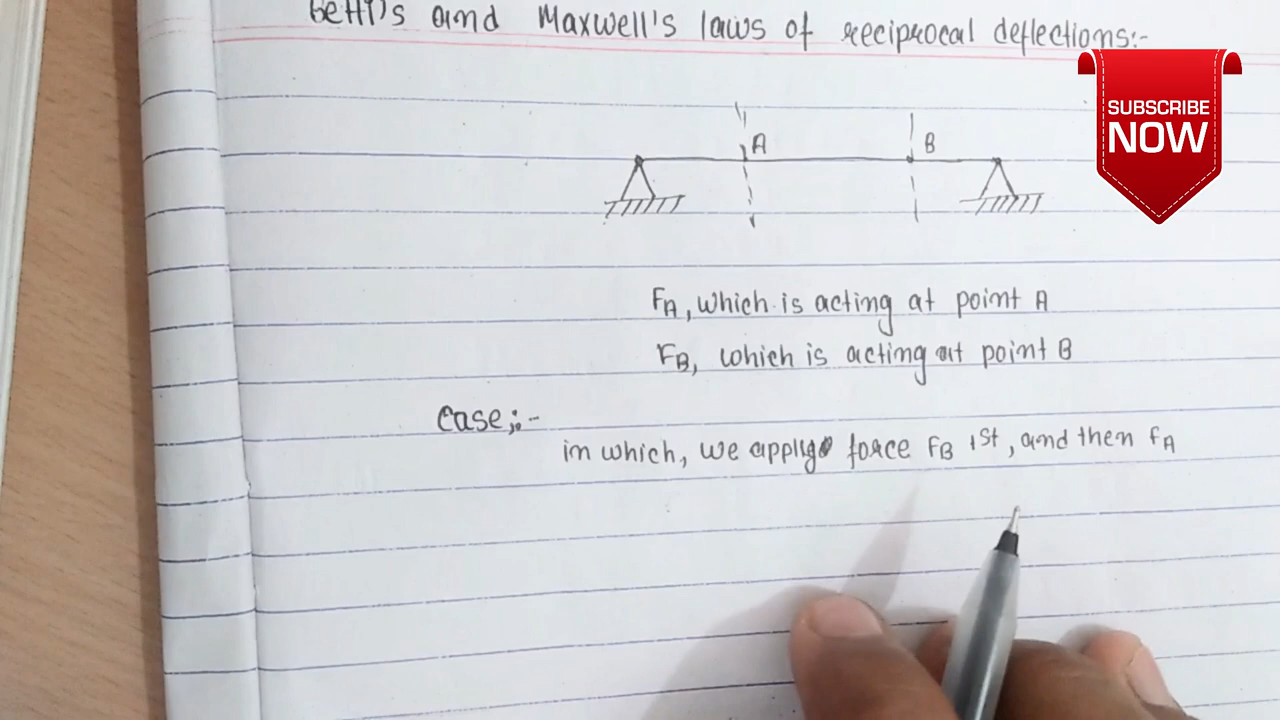 Betti's and Maxwell's laws of reciprocal deflections:-
SUBSCRIBE
NOW
A
B
FA, which is acting at point A
FB, which is acting at point B
Case:-
in which, we apply force FB 1st, and then FA